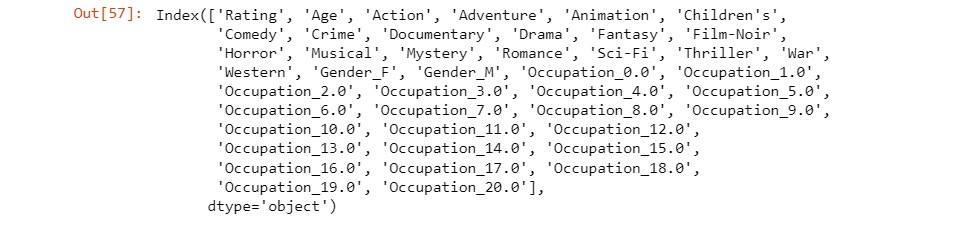 Out[57]: Index(['Rating', 'Age', 'Action', 'Adventure', 'Animation', 'Children's',
'Comedy', 'Crime', 'Documentary', 'Drama', 'Fantasy', 'Film-Noir',
'Horror', 'Musical', 'Mystery', 'Romance', 'Sci-Fi', 'Thriller', 'War',
'Western', 'Gender_F', 'Gender_M', 'Occupation_0.0', 'Occupation_1.0',
'Occupation_2.0', 'Occupation_3.0', 'Occupation_4.0', 'Occupation_5.0',
'Occupation_6.0', 'Occupation_7.0', 'Occupation_8.0', 'Occupation_9.0',
'Occupation_10.0', 'Occupation_11.0', 'Occupation_12.0',
'Occupation_13.0', 'Occupation_14.0', 'Occupation_15.0',
'Occupation_16.0', 'Occupation_17.0', 'Occupation_18.0',
'Occupation_19.0', 'Occupation_20.0'],
dtype='object')